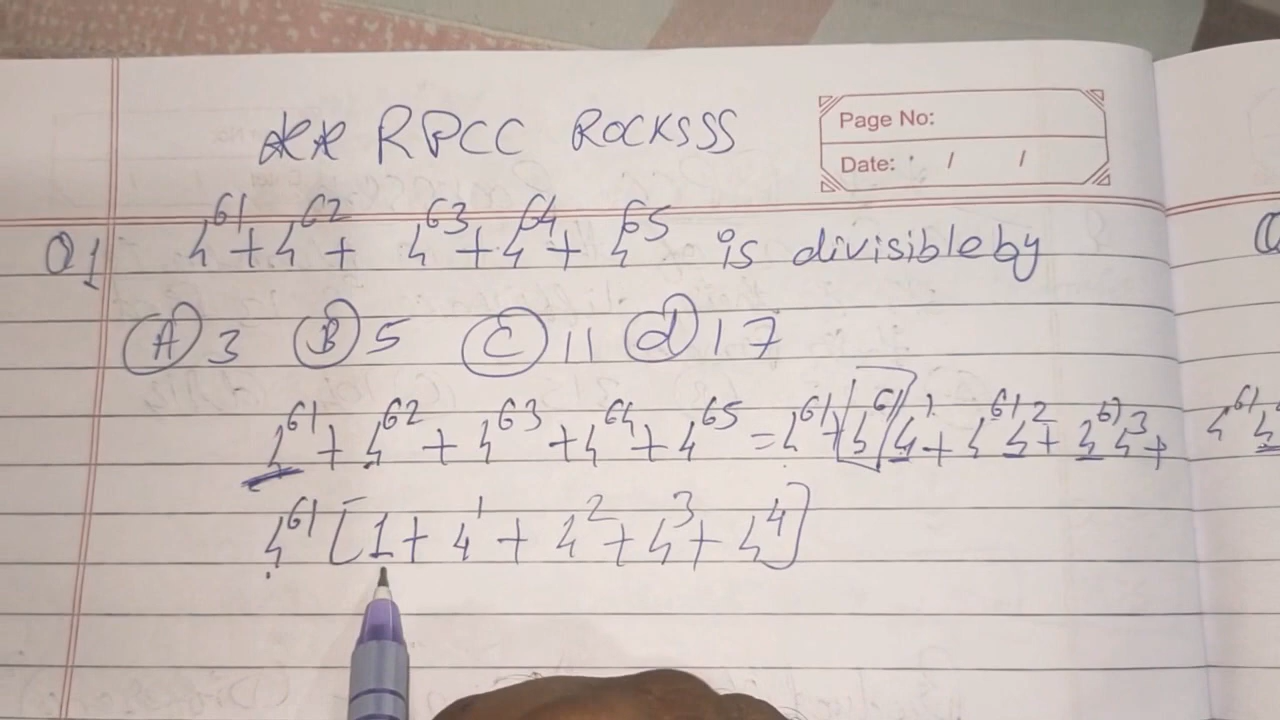 RPCC ROCKSSS
Page No:
Date: / /
Q1 4^61 + 4^62 + 4^63 + 4^64 + 4^65 is divisible by
(A) 3 (B) 5 (C) 11 (d) 17
4^61 + 4^62 + 4^63 + 4^64 + 4^65 = 4^61 + 4^61 4^1 + 4^61 4^2 + 4^61 4^3 + 4^61
4^61 [1 + 4^1 + 4^2 + 4^3 + 4^4]